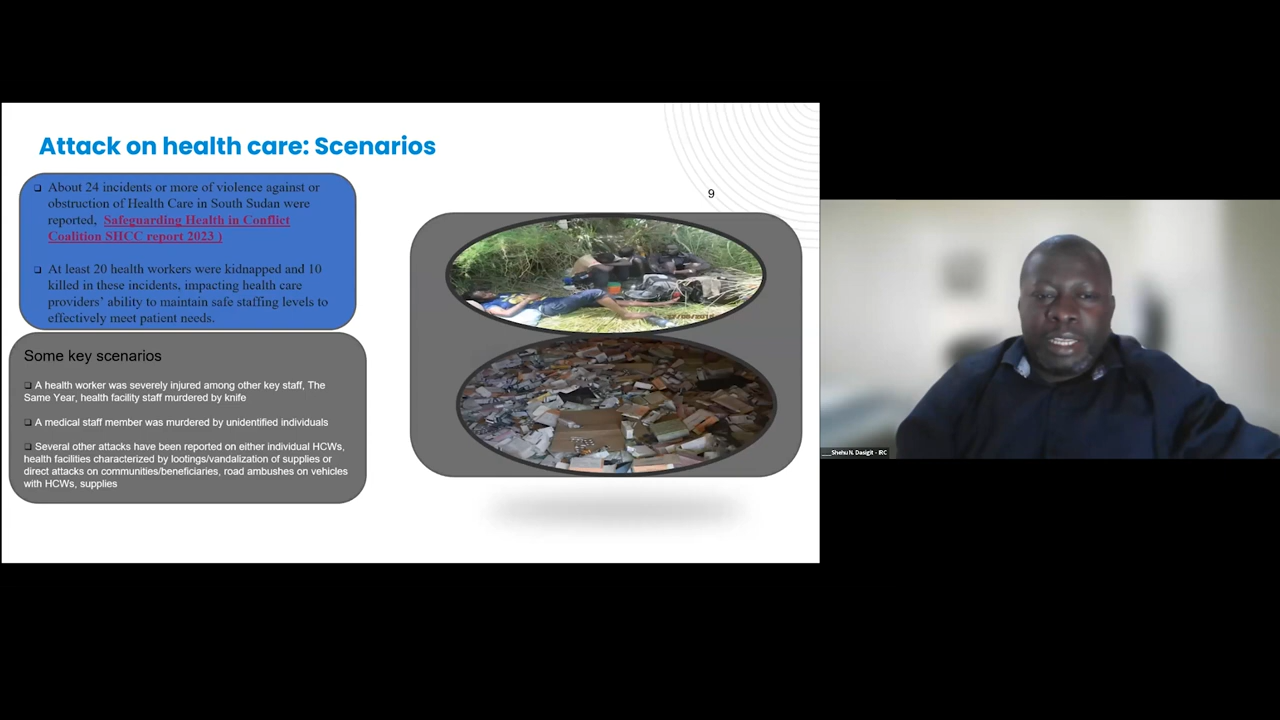 Attack on health care: Scenarios
❑ About 24 incidents or more of violence against or
obstruction of Health Care in South Sudan were
reported, Safeguarding Health in Conflict
Coalition SHCC report 2023 )
❑ At least 20 health workers were kidnapped and 10
killed in these incidents, impacting health care
providers’ ability to maintain safe staffing levels to
effectively meet patient needs.
9
Some key scenarios
❑ A health worker was severely injured among other key staff, The
Same Year, health facility staff murdered by knife
❑ A medical staff member was murdered by unidentified individuals
❑ Several other attacks have been reported on either individual HCWs,
health facilities characterized by lootings/vandalization of supplies or
direct attacks on communities/beneficiaries, road ambushes on vehicles
with HCWs, supplies
Shehu N. Dasigit - IRC